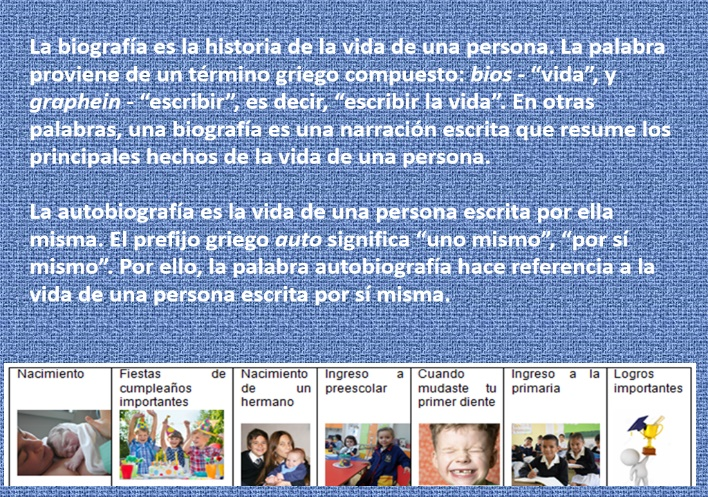 La biografía es la historia de la vida de una persona. La palabra
proviene de un término griego compuesto: bios - “vida”, y
graphein - “escribir”, es decir, “escribir la vida”. En otras
palabras, una biografía es una narración escrita que resume los
principales hechos de la vida de una persona.
La autobiografía es la vida de una persona escrita por ella
misma. El prefijo griego auto significa “uno mismo”, “por sí
mismo”. Por ello, la palabra autobiografía hace referencia a la
vida de una persona escrita por sí misma.
Nacimiento
Fiestas de
cumpleaños
importantes
Nacimiento
de un
hermano
Ingreso a
preescolar
Cuando
mudaste tu
primer diente
Ingreso a la
primaria
Logros
importantes